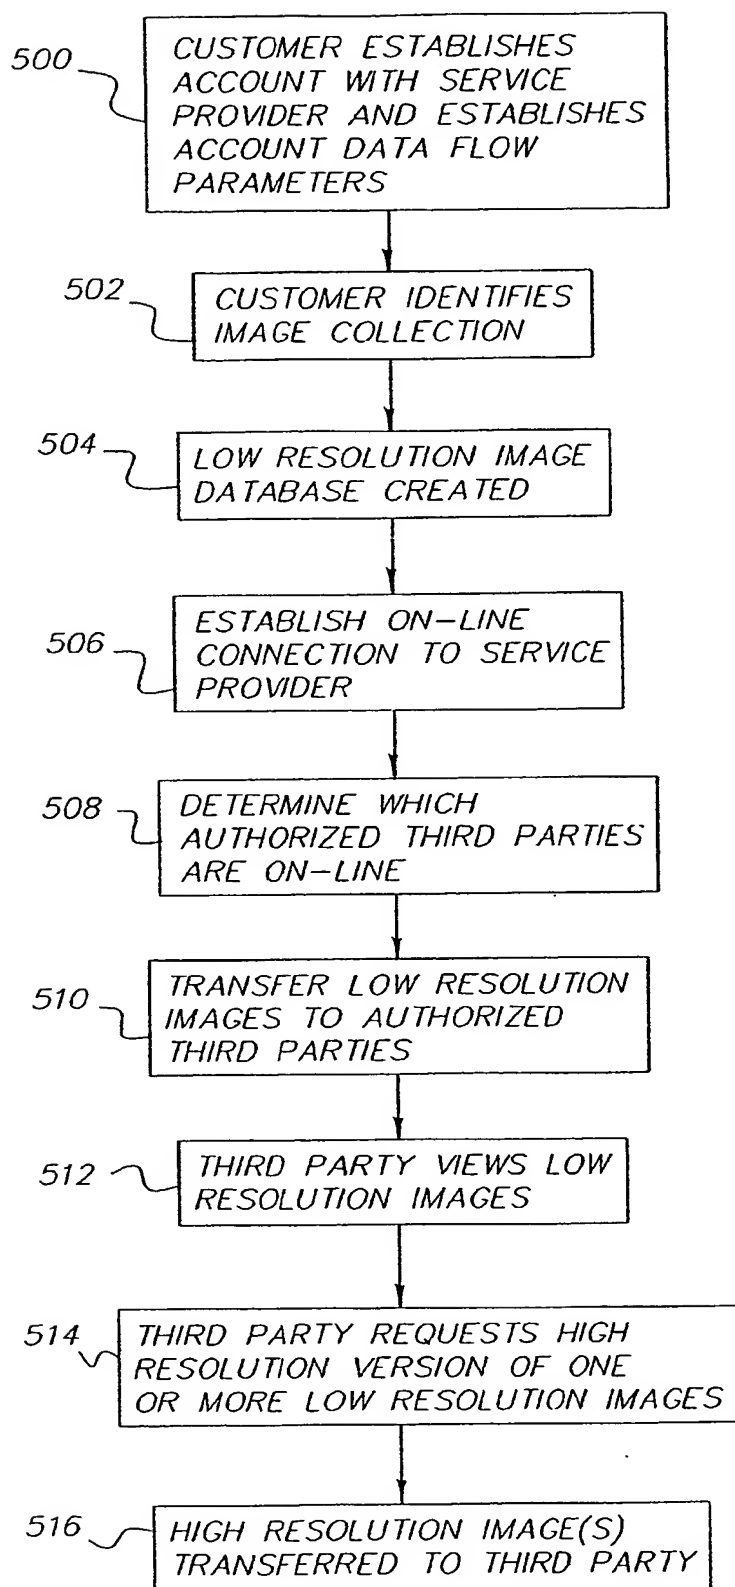 500
CUSTOMER ESTABLISHES
ACCOUNT WITH SERVICE
PROVIDER AND ESTABLISHES
ACCOUNT DATA FLOW
PARAMETERS
502
CUSTOMER IDENTIFIES
IMAGE COLLECTION
504
LOW RESOLUTION IMAGE
DATABASE CREATED
506
ESTABLISH ON-LINE
CONNECTION TO SERVICE
PROVIDER
508
DETERMINE WHICH
AUTHORIZED THIRD PARTIES
ARE ON-LINE
510
TRANSFER LOW RESOLUTION
IMAGES TO AUTHORIZED
THIRD PARTIES
512
THIRD PARTY VIEWS LOW
RESOLUTION IMAGES
514
THIRD PARTY REQUESTS HIGH
RESOLUTION VERSION OF ONE
OR MORE LOW RESOLUTION IMAGES
516
HIGH RESOLUTION IMAGE(S)
TRANSFERRED TO THIRD PARTY